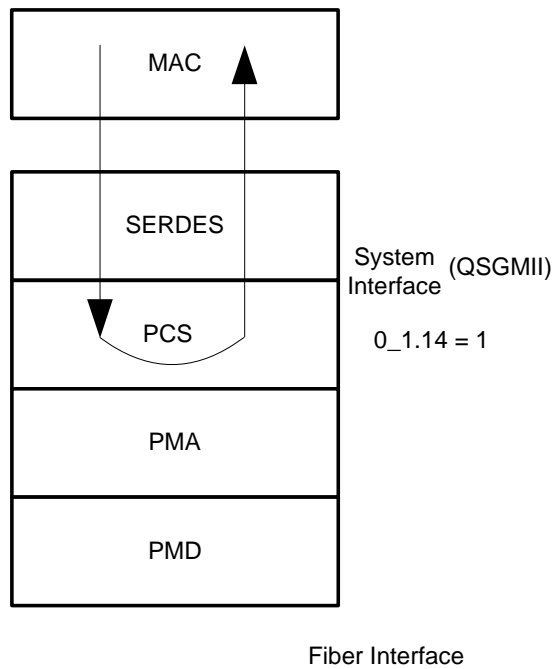 MAC
SERDES
System
Interface
(QSGMII)
PCS
0_1.14 = 1
PMA
PMD
Fiber Interface